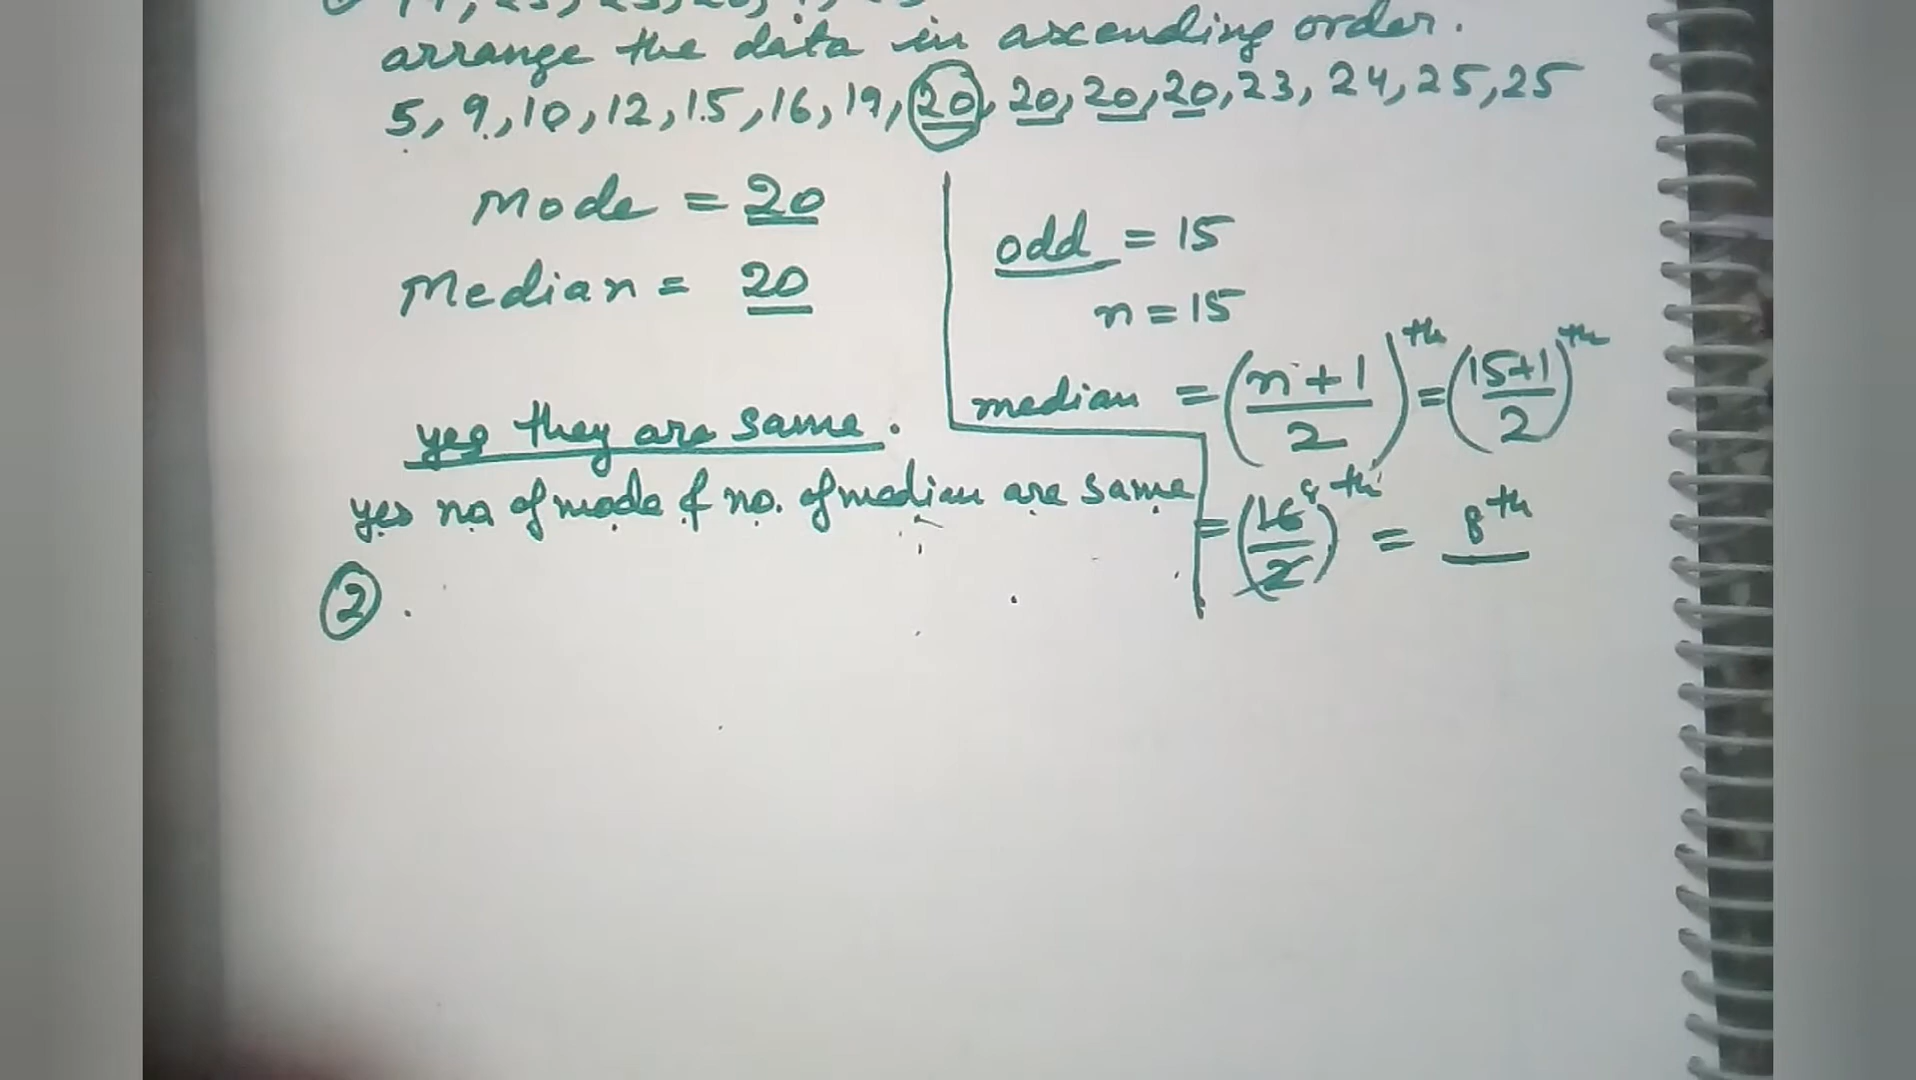 arrange the data in ascending order.
5, 9, 10, 12, 15, 16, 19, 20, 20, 20, 20, 23, 24, 25, 25
Mode = 20
Median = 20
yes they are same.
yes no. of mode & no. of median are same
odd = 15
n = 15
median = (n+1/2)th = (15+1/2)th
= (16/2)8 th = 8th
2.